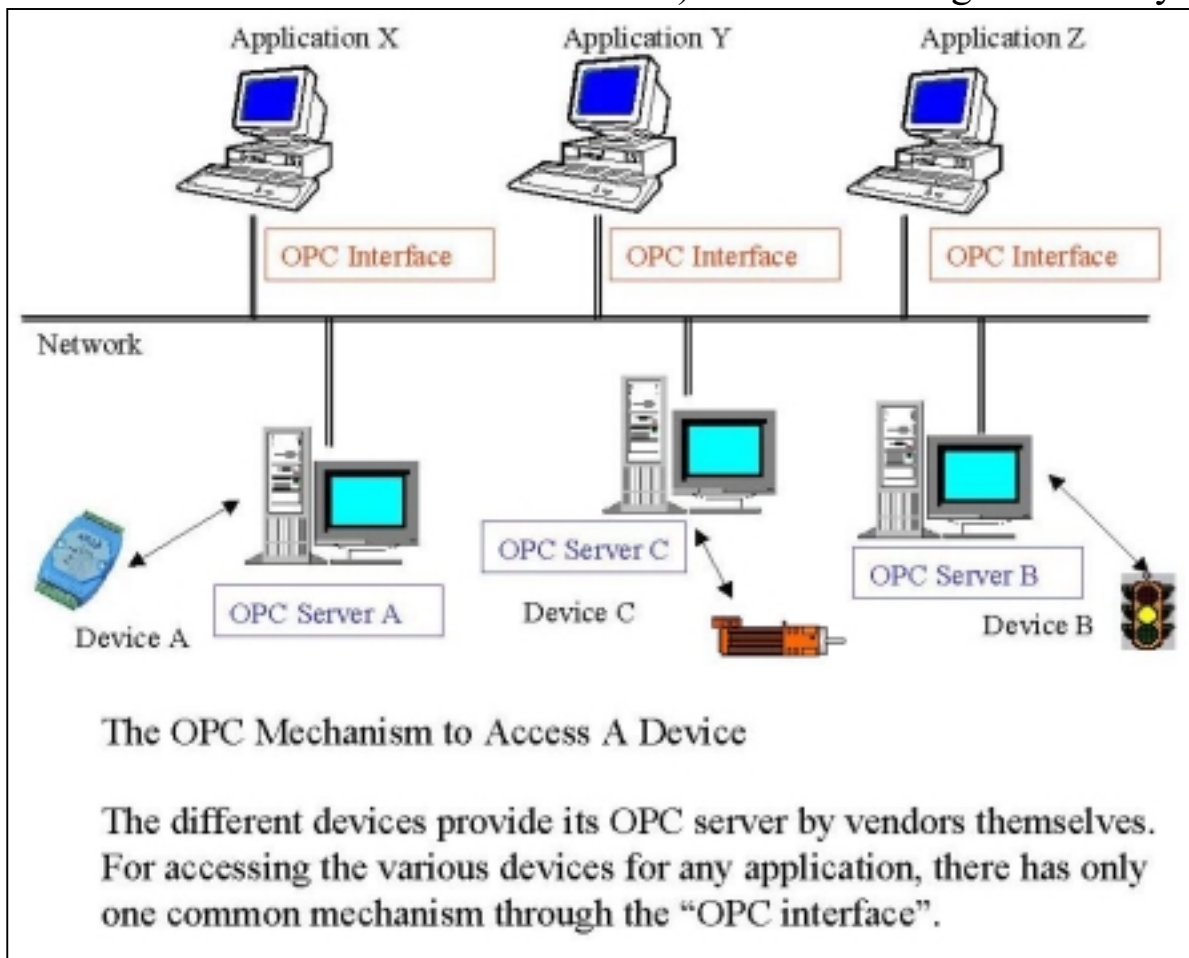 Application X
Application Y
Application Z
OPC Interface
OPC Interface
OPC Interface
Network
OPC Server C
OPC Server B
OPC Server A
Device A
Device C
Device B
The OPC Mechanism to Access A Device
The different devices provide its OPC server by vendors themselves.
For accessing the various devices for any application, there has only
one common mechanism through the “OPC interface”.